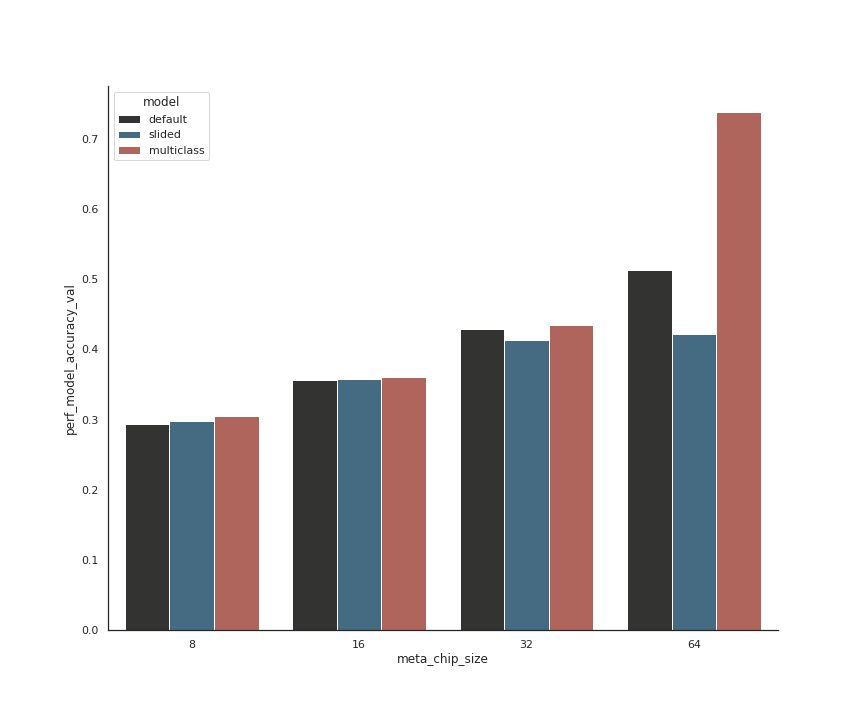 model
default
slided
multiclass
0.7
0.6
0.5
0.4
0.3
0.2
0.1
0.0
perf_model_accuracy_val
8 16 32 64
meta_chip_size